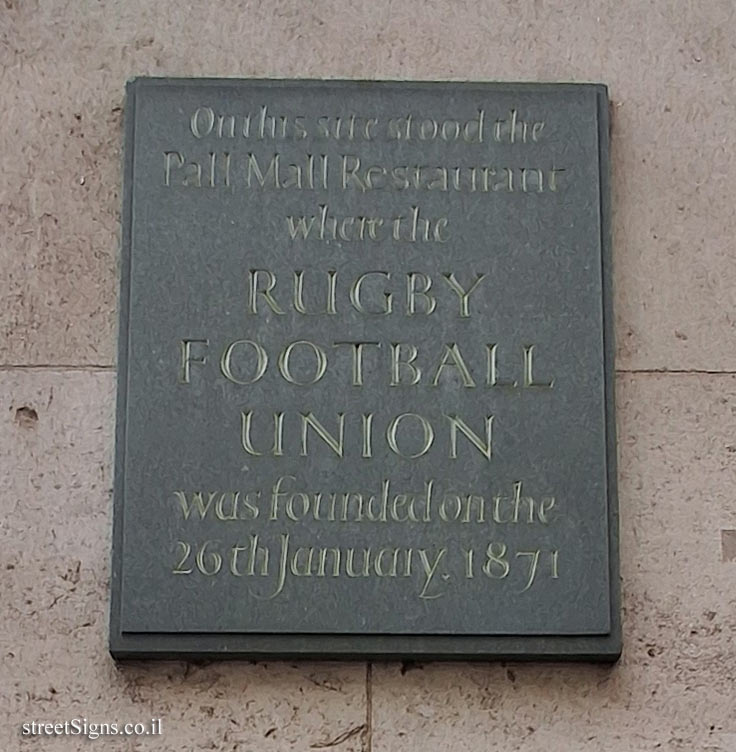 On this site stood the
Pall Mall Restaurant
where the
RUGBY
FOOTBALL
UNION
was founded on the
26th January, 1871
streetSigns.co.il